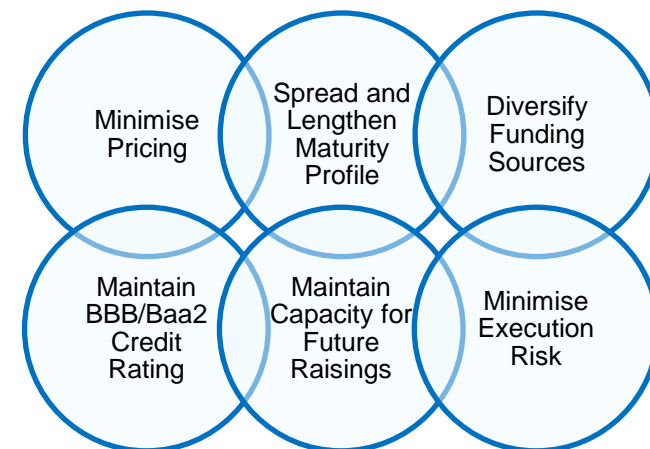 Minimise
Pricing
Spread and
Lengthen
Maturity
Profile
Diversify
Funding
Sources
Maintain
BBB/Baa2
Credit
Rating
Maintain
Capacity for
Future
Raisings
Minimise
Execution
Risk